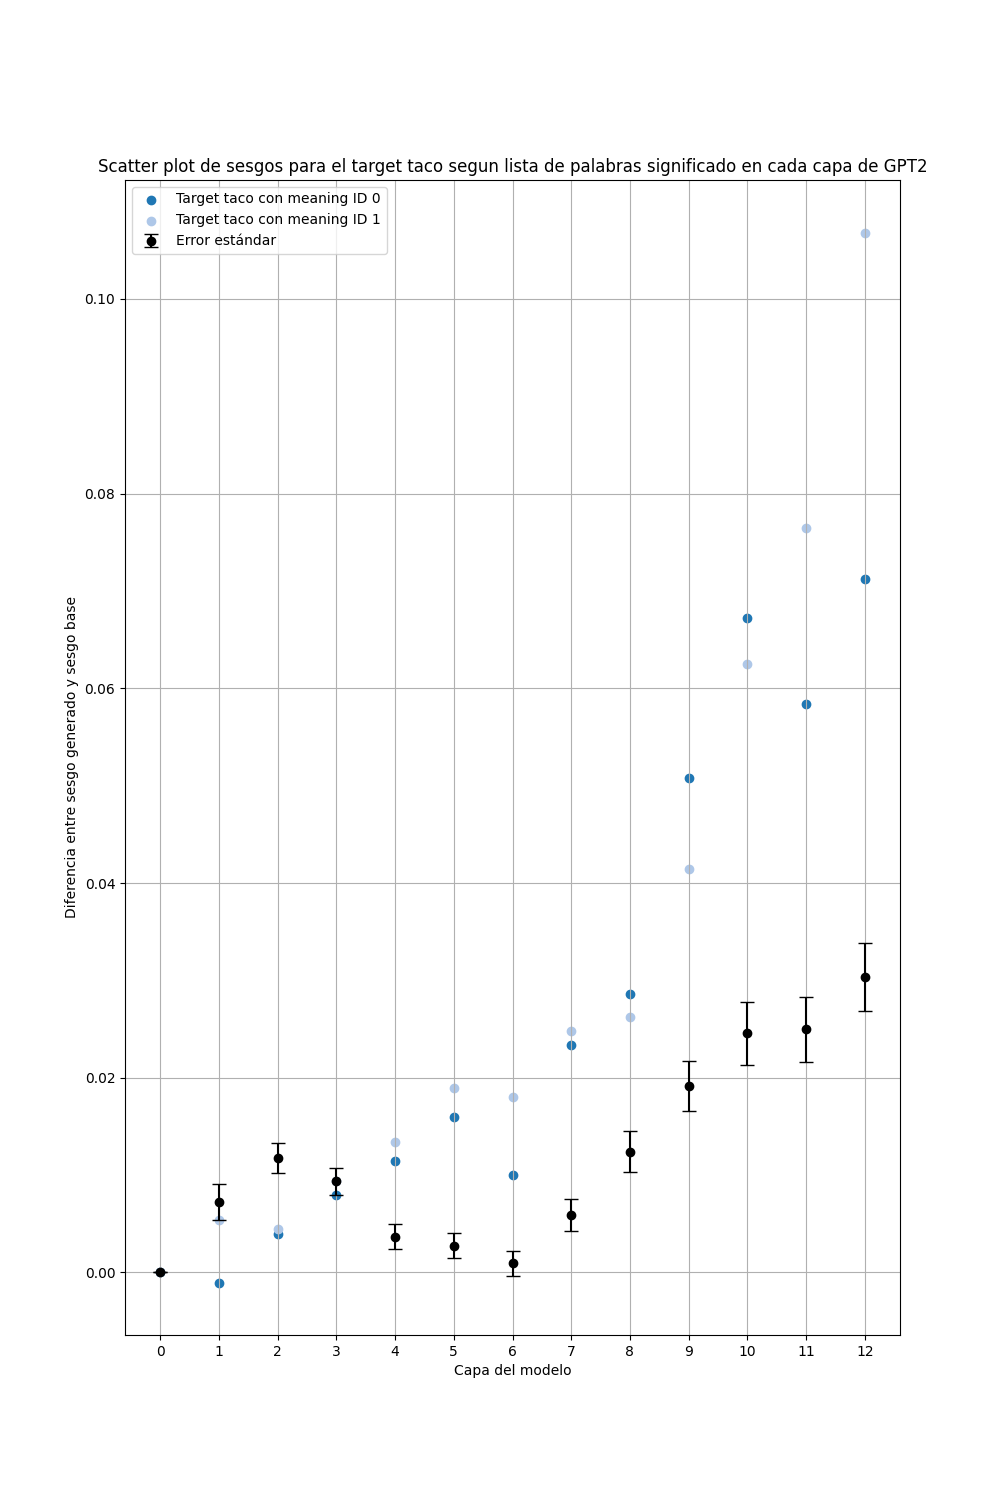 Scatter plot de sesgos para el target taco segun lista de palabras significado en cada capa de GPT2
Target taco con meaning ID 0
Target taco con meaning ID 1
Error estándar
0.10
0.08
0.06
0.04
0.02
0.00
Diferencia entre sesgo generado y sesgo base
0 1 2 3 4 5 6 7 8 9 10 11 12
Capa del modelo